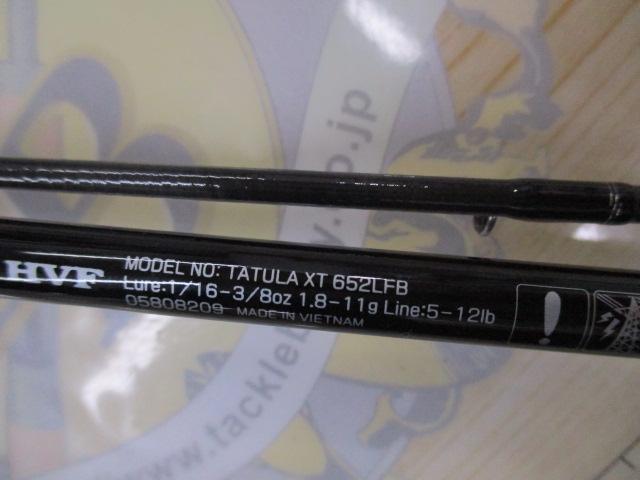 HVF
MODEL NO: TATULA XT 652LFB
Lure:1/16-3/8oz 1.8-11g Line:5-12lb
05808209 MADE IN VIETNAM
www.tackleb
.jp